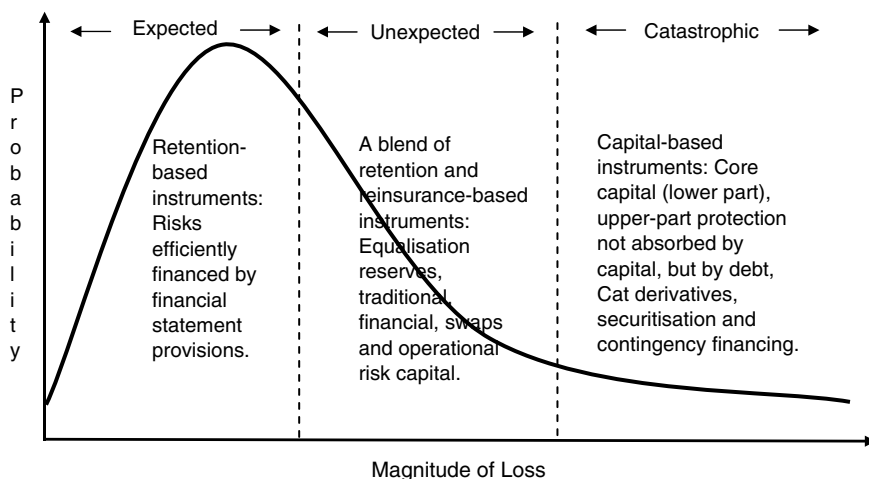 Expected
Unexpected
Catastrophic
Probability
Retention-
based
instruments:
Risks
efficiently
financed by
financial
statement
provisions.
A blend of
retention and
reinsurance-based
instruments:
Equalisation
reserves,
traditional,
financial, swaps
and operational
risk capital.
Capital-based
instruments: Core
capital (lower part),
upper-part protection
not absorbed by
capital, but by debt,
Cat derivatives,
securitisation and
contingency financing.
Magnitude of Loss